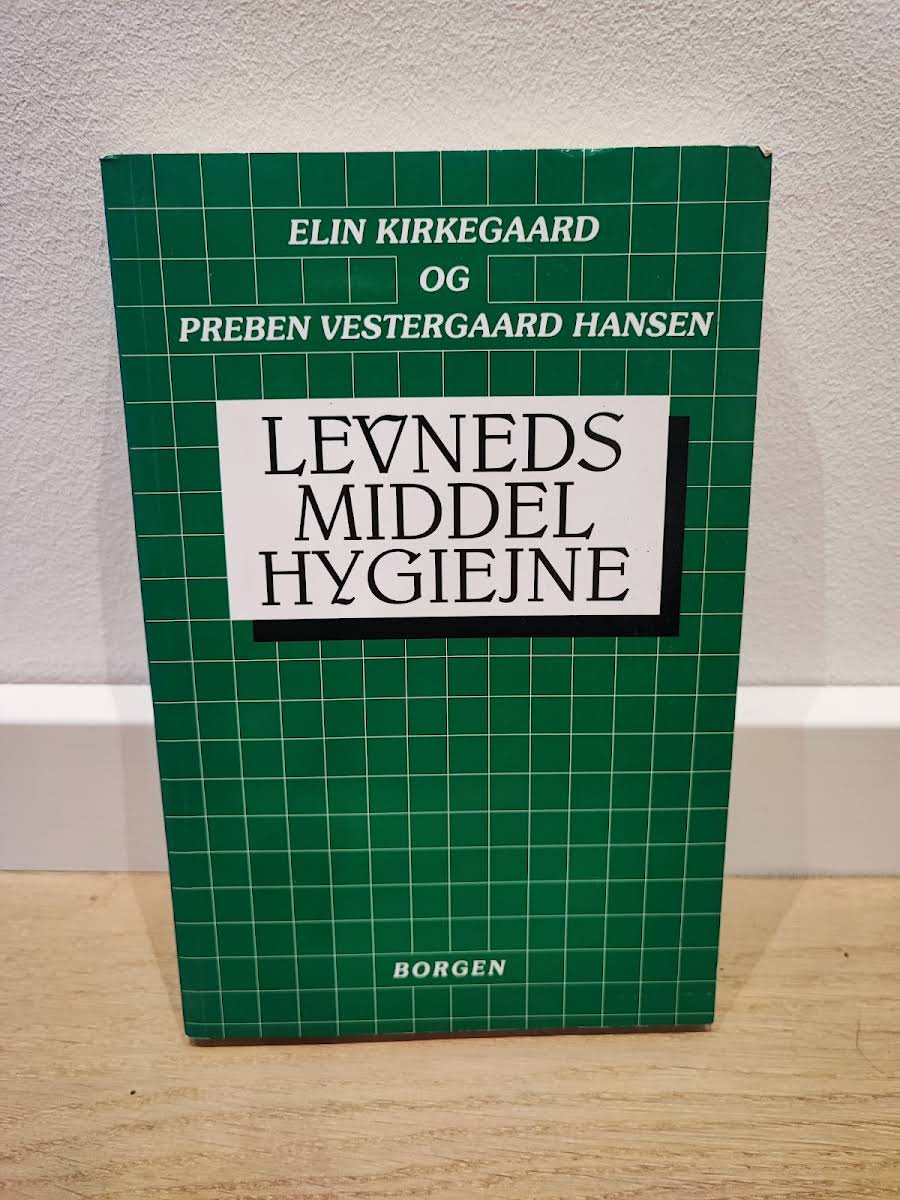 ELIN KIRKEGAARD
OG
PREBEN VESTERGAARD HANSEN
LEVNEDS
MIDDEL
HYGIEJNE
BORGEN